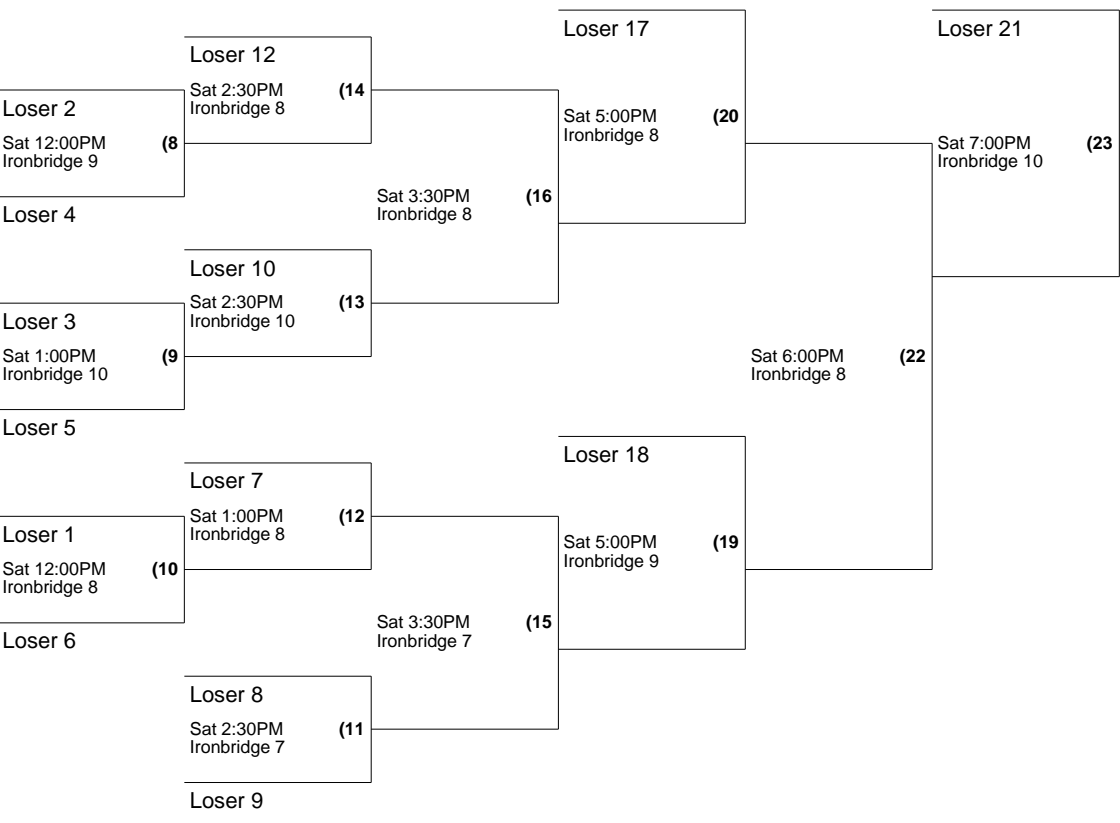 Loser 17
Loser 21
Loser 12
Sat 2:30PM (14
Ironbridge 8
Loser 2
Sat 12:00PM (8
Ironbridge 9
Loser 4
Sat 5:00PM (20
Ironbridge 8
Sat 7:00PM (23
Ironbridge 10
Sat 3:30PM (16
Ironbridge 8
Loser 10
Sat 2:30PM (13
Ironbridge 10
Loser 3
Sat 1:00PM (9
Ironbridge 10
Loser 5
Sat 6:00PM (22
Ironbridge 8
Loser 18
Loser 7
Sat 1:00PM (12
Ironbridge 8
Loser 1
Sat 12:00PM (10
Ironbridge 8
Loser 6
Sat 5:00PM (19
Ironbridge 9
Sat 3:30PM (15
Ironbridge 7
Loser 8
Sat 2:30PM (11
Ironbridge 7
Loser 9